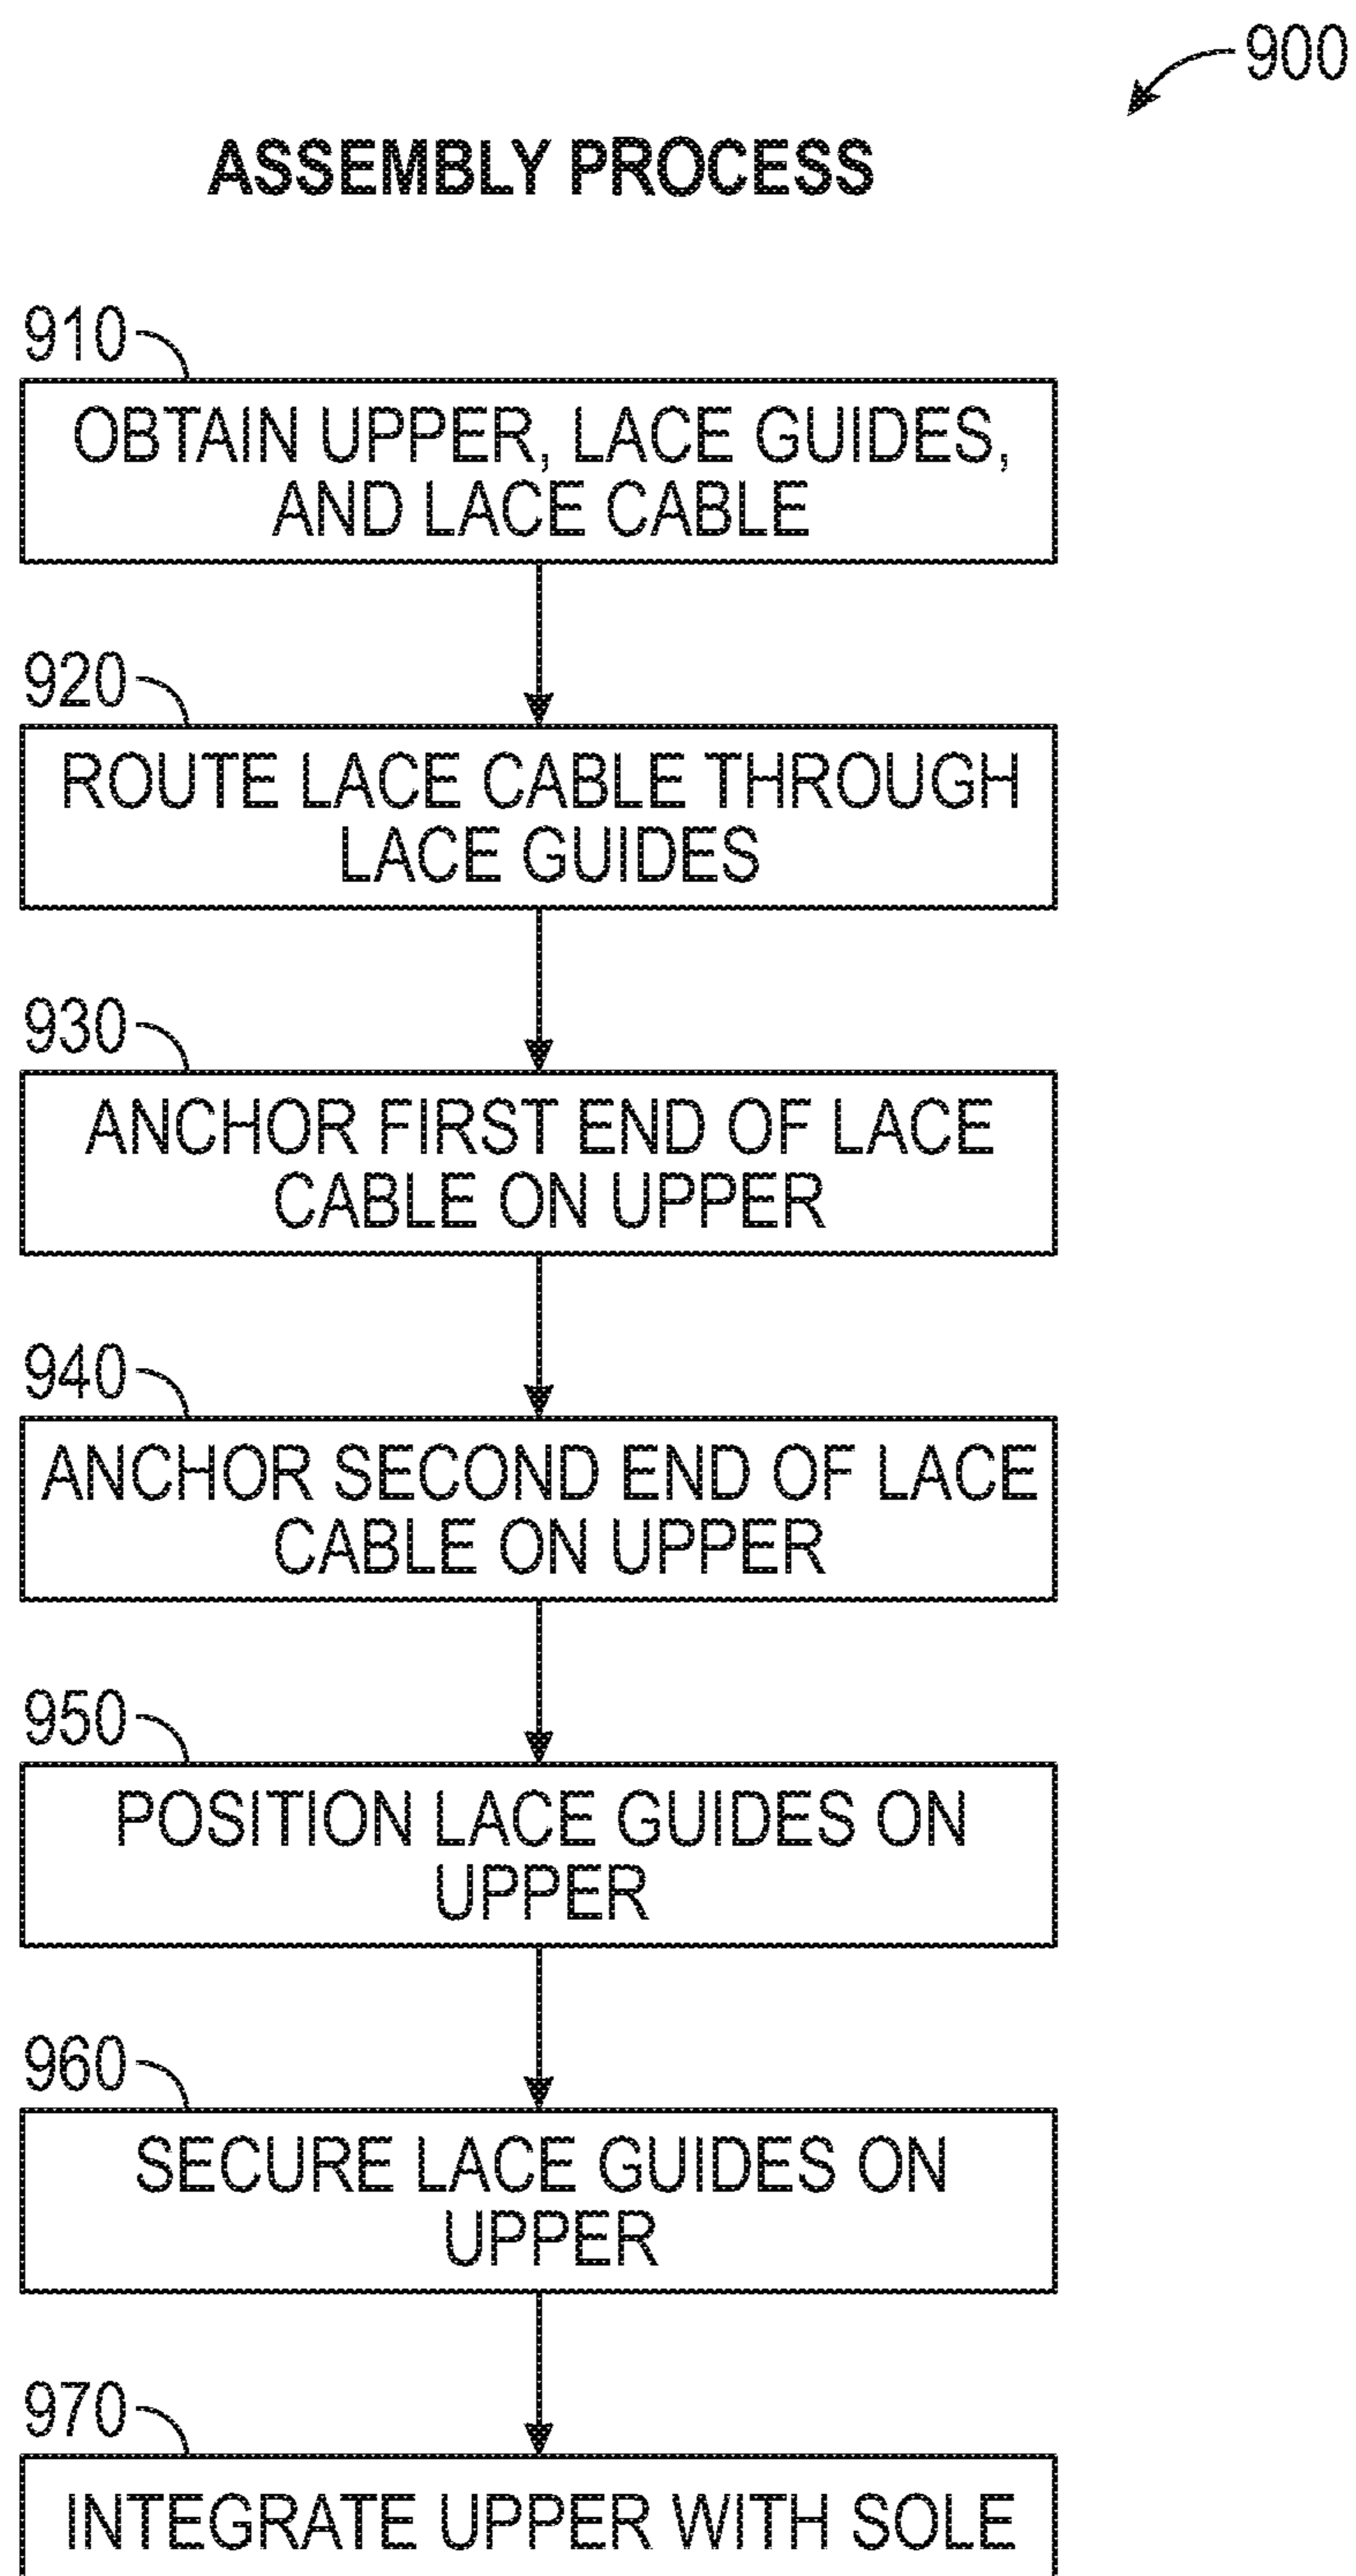 900
ASSEMBLY PROCESS
910
OBTAIN UPPER, LACE GUIDES,
AND LACE CABLE
920
ROUTE LACE CABLE THROUGH
LACE GUIDES
930
ANCHOR FIRST END OF LACE
CABLE ON UPPER
940
ANCHOR SECOND END OF LACE
CABLE ON UPPER
950
POSITION LACE GUIDES ON
UPPER
960
SECURE LACE GUIDES ON
UPPER
970
INTEGRATE UPPER WITH SOLE